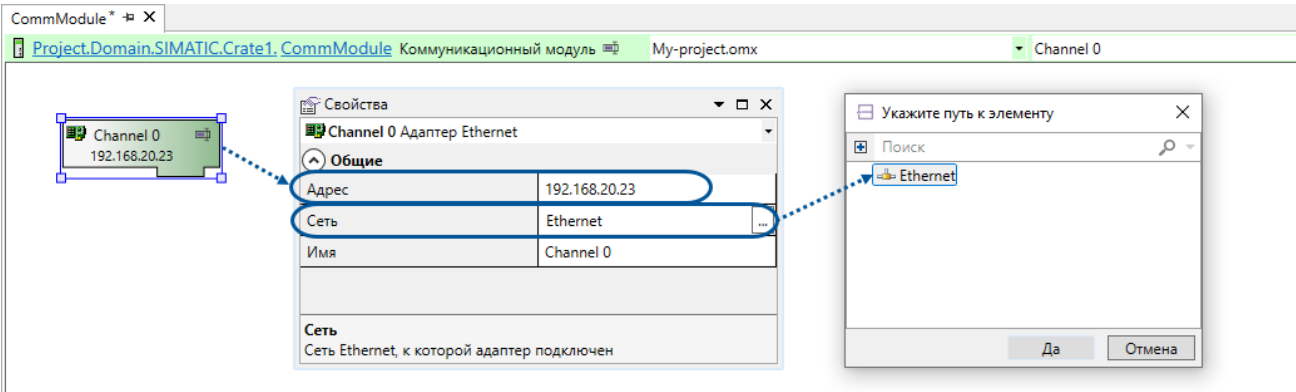 CommModule*
Project.Domain.SIMATIC.Crate1. CommModule Коммуникационный модуль My-project.omx Channel 0
Channel 0
192.168.20.23
Свойства
Channel 0 Адаптер Ethernet
Общие
Адрес 192.168.20.23
Сеть Ethernet ...
Имя Channel 0
Сеть
Сеть Ethernet, к которой адаптер подключен
Укажите путь к элементу
Поиск
Ethernet
Да Отмена